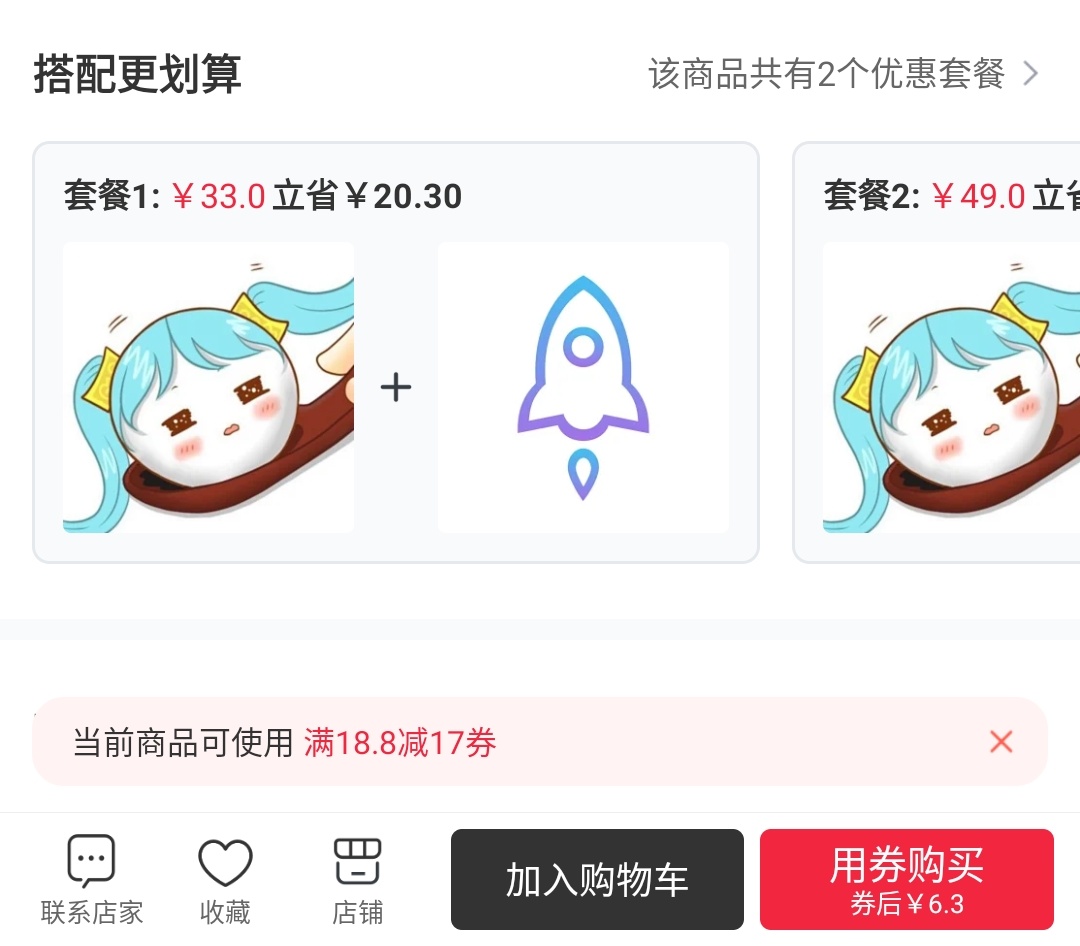 搭配更划算
该商品共有2个优惠套餐
套餐1: ￥33.0 立省￥20.30
套餐2: ￥49.0 立省
当前商品可使用 满18.8减17券
联系店家
收藏
店铺
加入购物车
用券购买
券后￥6.3